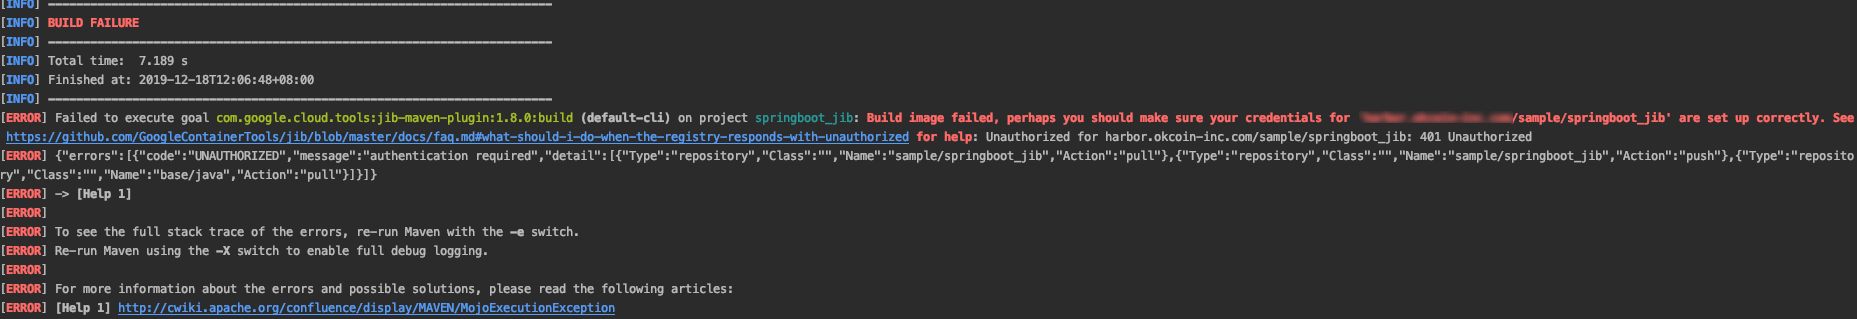 [INFO] ------------------------------------------------------------------------
[INFO] BUILD FAILURE
[INFO] ------------------------------------------------------------------------
[INFO] Total time:  7.189 s
[INFO] Finished at: 2019-12-18T12:06:48+08:00
[INFO] ------------------------------------------------------------------------
[ERROR] Failed to execute goal com.google.cloud.tools:jib-maven-plugin:1.8.0:build (default-cli) on project springboot_jib: Build image failed, perhaps you should make sure your credentials for /sample/springboot_jib' are set up correctly. See
https://github.com/GoogleContainerTools/jib/blob/master/docs/faq.md#what-should-i-do-when-the-registry-responds-with-unauthorized for help: Unauthorized for harbor.okcoin-inc.com/sample/springboot_jib: 401 Unauthorized
[ERROR] {"errors":[{"code":"UNAUTHORIZED","message":"authentication required","detail":[{"Type":"repository","Class":"","Name":"sample/springboot_jib","Action":"pull"},{"Type":"repository","Class":"","Name":"sample/springboot_jib","Action":"push"},{"Type":"reposito
ry","Class":"","Name":"base/java","Action":"pull"}]}]}
[ERROR] -> [Help 1]
[ERROR]
[ERROR] To see the full stack trace of the errors, re-run Maven with the -e switch.
[ERROR] Re-run Maven using the -X switch to enable full debug logging.
[ERROR]
[ERROR] For more information about the errors and possible solutions, please read the following articles:
[ERROR] [Help 1] http://cwiki.apache.org/confluence/display/MAVEN/MojoExecutionException